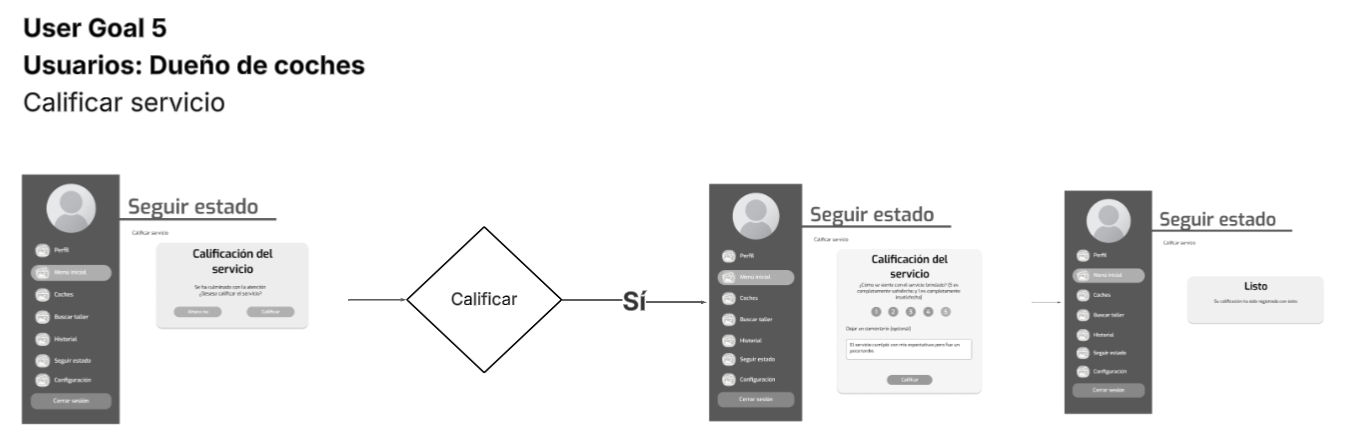 User Goal 5
Usuarios: Dueño de coches
Calificar servicio
Seguir estado
Calificar servicio
Perfil
Menú inicial
Coches
Buscar taller
Historial
Seguir estado
Configuración
Cerrar sesión
Calificación del
servicio
Se ha culminado con la atención
¿Desea calificar el servicio?
Ahora no
Calificar
Calificar
Sí
Seguir estado
Calificar servicio
Perfil
Menú inicial
Coches
Buscar taller
Historial
Seguir estado
Configuración
Cerrar sesión
Calificación del
servicio
¿Cómo se siente con el servicio brindado? (5 es
completamente satisfecho y 1 es completamente
insatisfecho)
1 2 3 4 5
Dejar un comentario (opcional)
El servicio cumplió con mis expectativas pero fue un
poco tardío.
Calificar
Seguir estado
Calificar servicio
Perfil
Menú inicial
Coches
Buscar taller
Historial
Seguir estado
Configuración
Cerrar sesión
Listo
Su calificación ha sido registrada con éxito